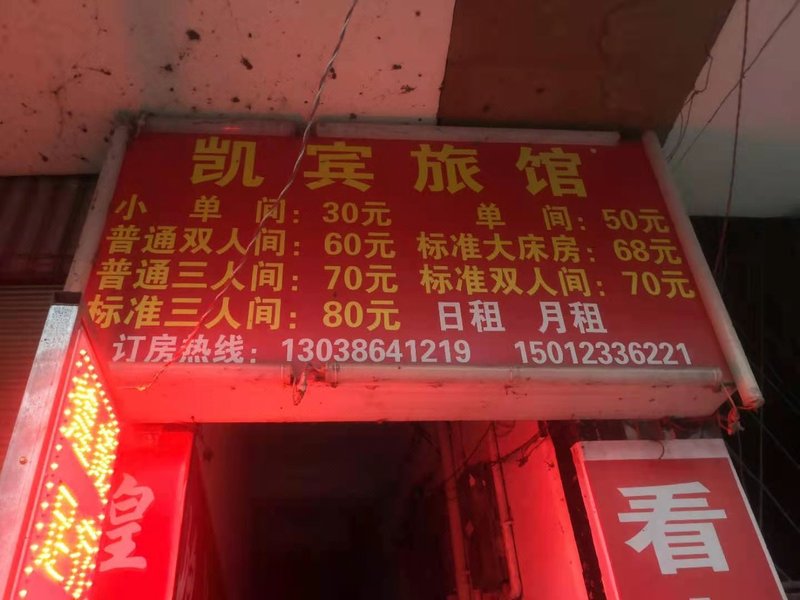 凯宾旅馆
小单间：30元 单间：50元
普通双人间：60元 标准大床房：68元
普通三人间：70元 标准双人间：70元
标准三人间：80元 日租 月租
订房热线：13038641219 15012336221
煌
看